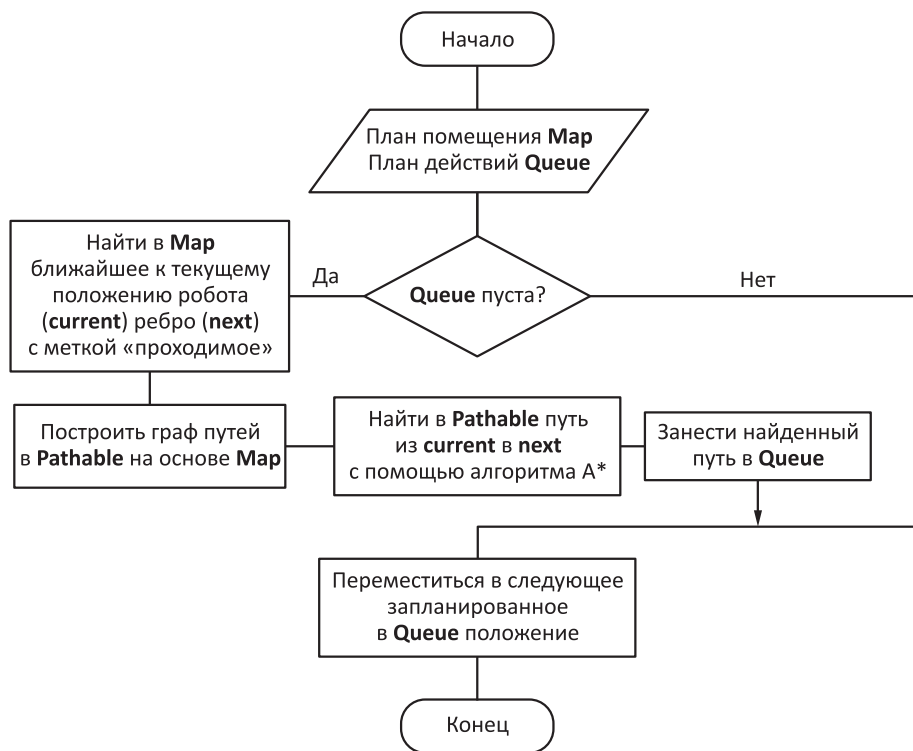 Начало
План помещения Map
План действий Queue
Найти в Map
ближайшее к текущему
положению робота
(current) ребро (next)
с меткой «проходимое»
Да
Queue пуста?
Нет
Построить граф путей
в Pathable на основе Map
Найти в Pathable путь
из current в next
с помощью алгоритма A*
Занести найденный
путь в Queue
Переместиться в следующее
запланированное
в Queue положение
Конец